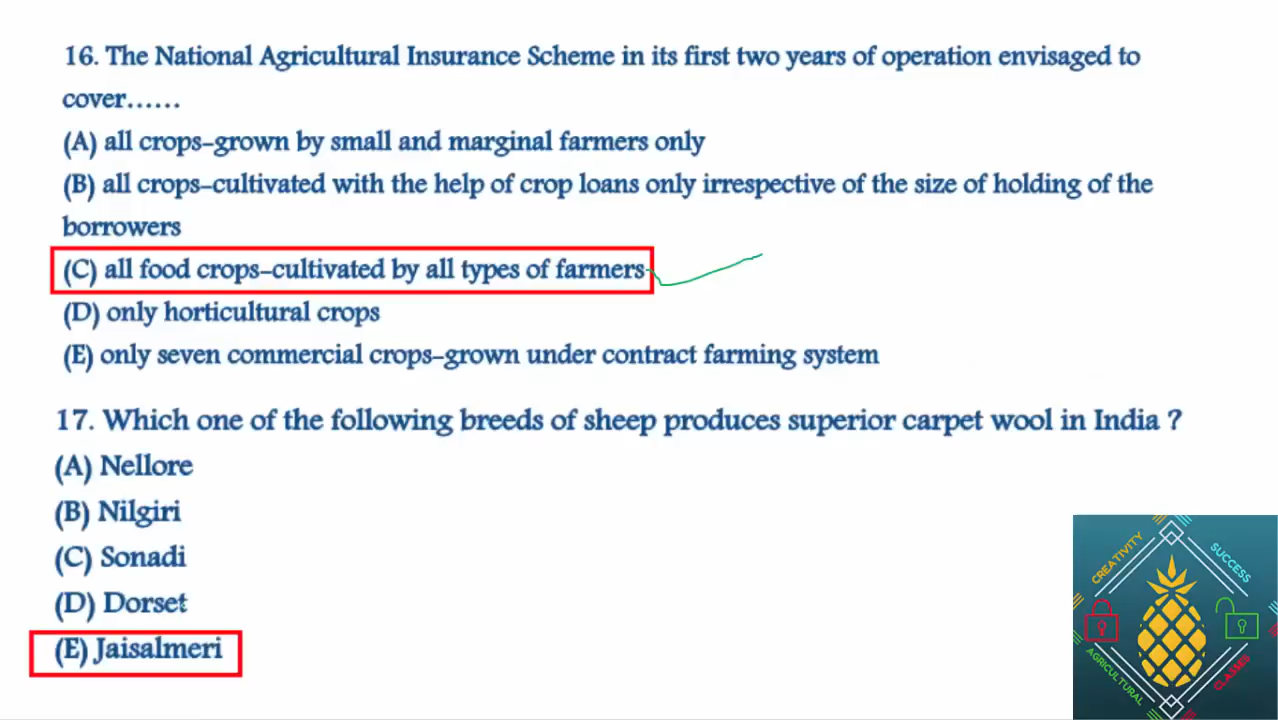 16. The National Agricultural Insurance Scheme in its first two years of operation envisaged to
cover......
(A) all crops-grown by small and marginal farmers only
(B) all crops-cultivated with the help of crop loans only irrespective of the size of holding of the
borrowers
(C) all food crops-cultivated by all types of farmers
(D) only horticultural crops
(E) only seven commercial crops-grown under contract farming system
17. Which one of the following breeds of sheep produces superior carpet wool in India ?
(A) Nellore
(B) Nilgiri
(C) Sonadi
(D) Dorset
(E) Jaisalmeri
CREATIVITY
SUCCESS
AGRICULTURAL
CLASSES